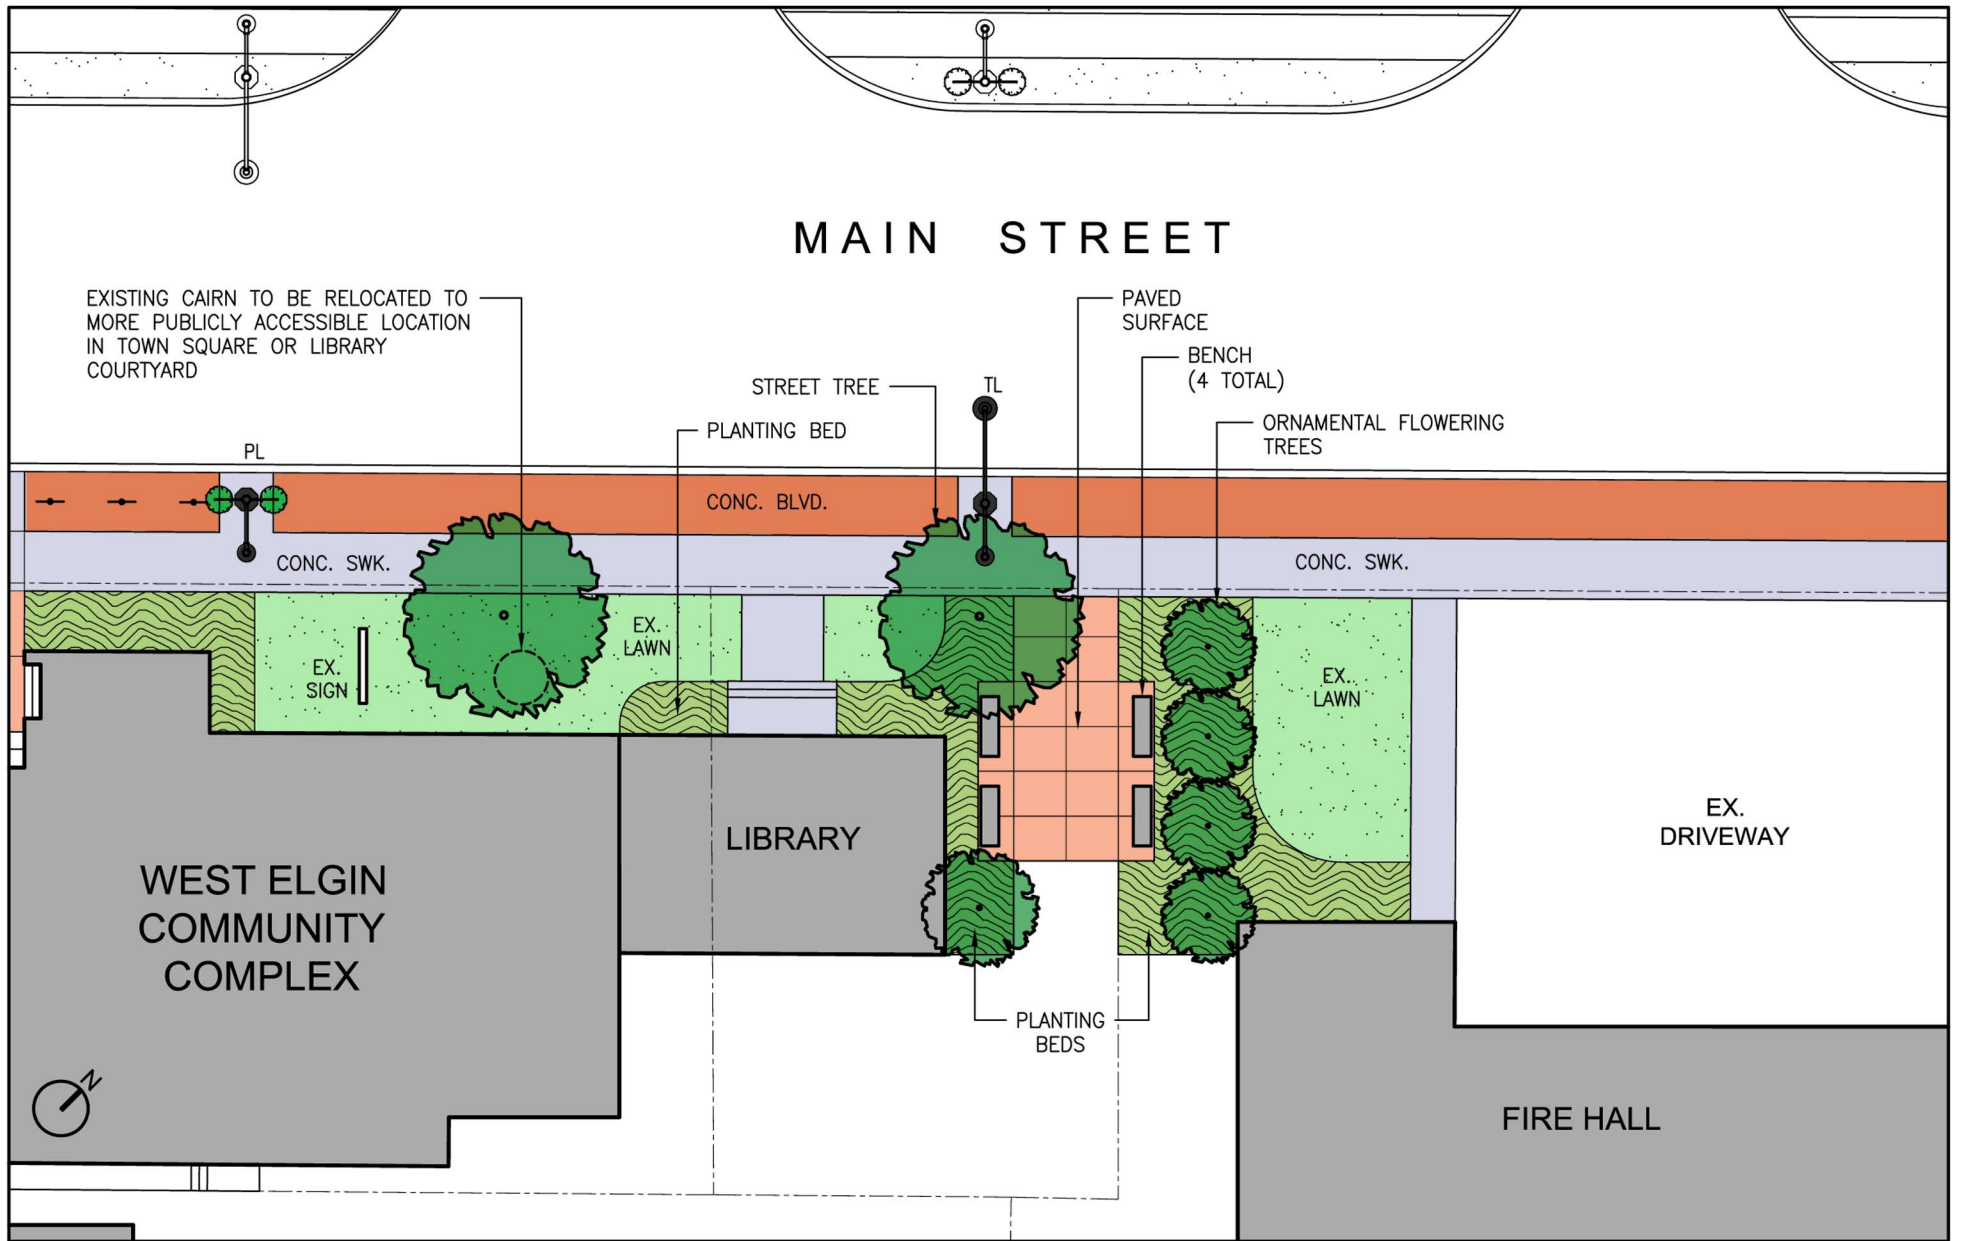 MAIN STREET
EXISTING CAIRN TO BE RELOCATED TO
MORE PUBLICLY ACCESSIBLE LOCATION
IN TOWN SQUARE OR LIBRARY
COURTYARD
PAVED
SURFACE
BENCH
(4 TOTAL)
STREET TREE
TL
PLANTING BED
ORNAMENTAL FLOWERING
TREES
PL
CONC. BLVD.
CONC. SWK.
CONC. SWK.
EX.
LAWN
EX.
SIGN
EX.
LAWN
LIBRARY
EX.
DRIVEWAY
WEST ELGIN
COMMUNITY
COMPLEX
PLANTING
BEDS
N
FIRE HALL